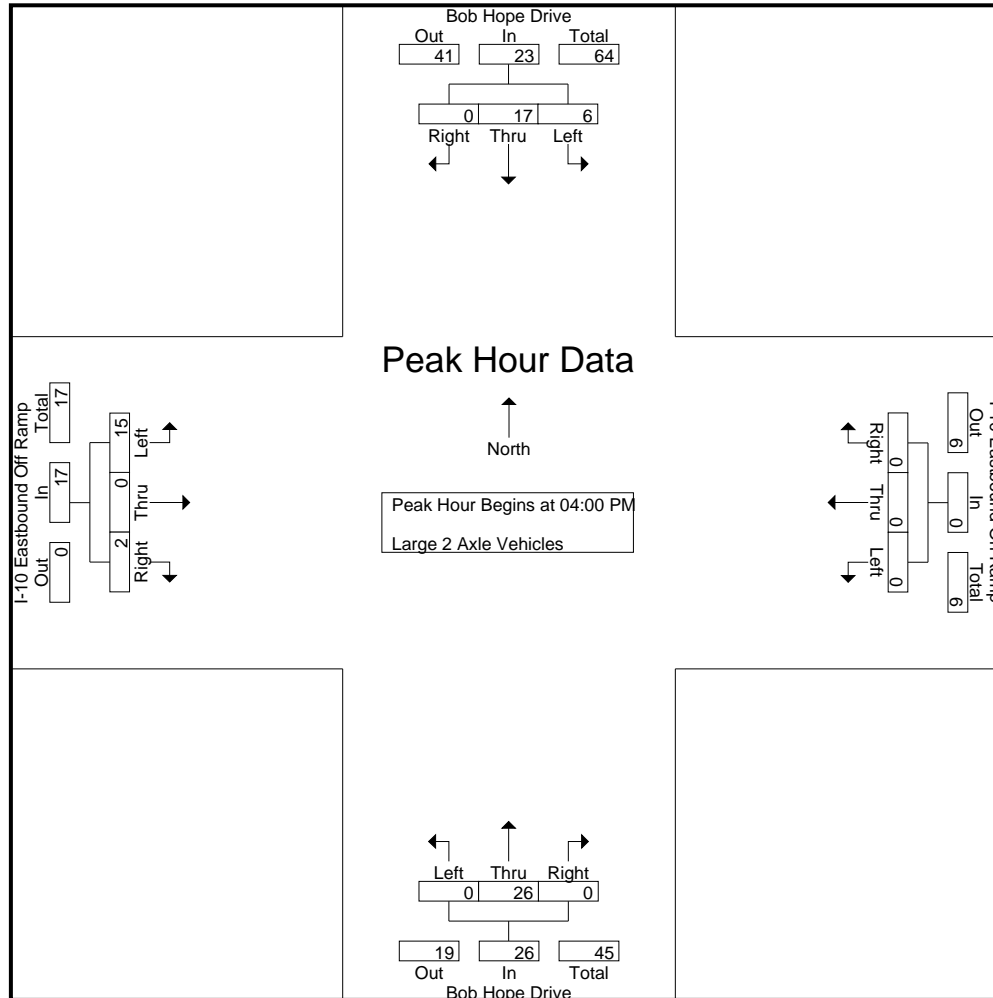 Bob Hope Drive
Out In Total
41 23 64
0 17 6
Right Thru Left
Peak Hour Data
North
Peak Hour Begins at 04:00 PM
Large 2 Axle Vehicles
I-10 Eastbound Off Ramp
Total In Out
17 17 0
15 0 2
Left Thru Right
Out In Total
6 0 6
0 0 0
Right Thru Left
Left Thru Right
0 26 0
19 26 45
Out In Total
Bob Hope Drive